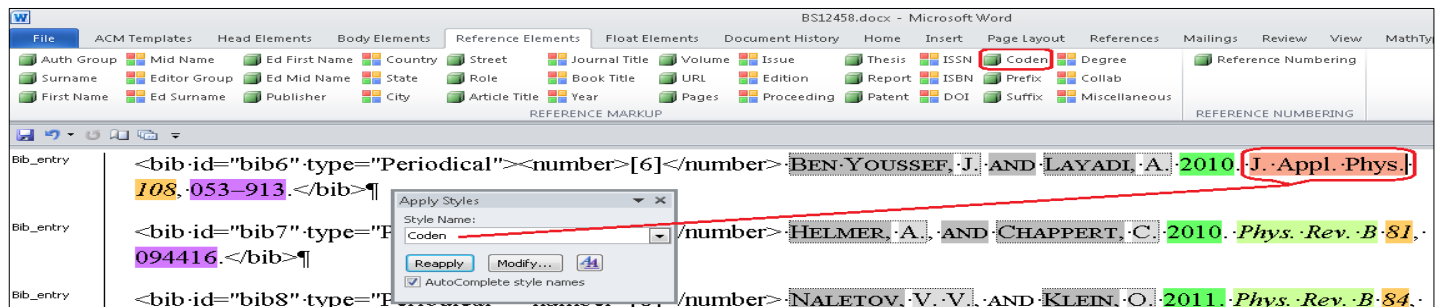 W BS12458.docx - Microsoft Word
File ACM Templates Head Elements Body Elements Reference Elements Float Elements Document History Home Insert Page Layout References Mailings Review View MathTy
Auth Group Mid Name Ed First Name Country Street Journal Title Volume Issue Thesis ISSN Coden Degree Reference Numbering
Surname Editor Group Ed Mid Name State Role Book Title URL Edition Report ISBN Prefix Collab
First Name Ed Surname Publisher City Article Title Year Pages Proceeding Patent DOI Suffix Miscellaneous
REFERENCE MARKUP REFERENCE NUMBERING
Bib_entry <bib·id="bib6"·type="Periodical"><number>[6]</number>·BEN·YOUSSEF,·J.·AND·LAYADI,·A.·2010.·J.·Appl.·Phys.·
108,·053–913.</bib>¶
Apply Styles
Style Name:
Bib_entry <bib·id="bib7"·type="P /number>·HELMER,·A.,·AND·CHAPPERT,·C.·2010.·Phys.·Rev.·B·81,·
Coden
094416.</bib>¶
Reapply Modify...
AutoComplete style names
Bib_entry <bib·id="bib8"·type="P /number>·NALETOV,·V.·V.,·AND·KLEIN,·O.·2011.·Phys.·Rev.·B·84,·